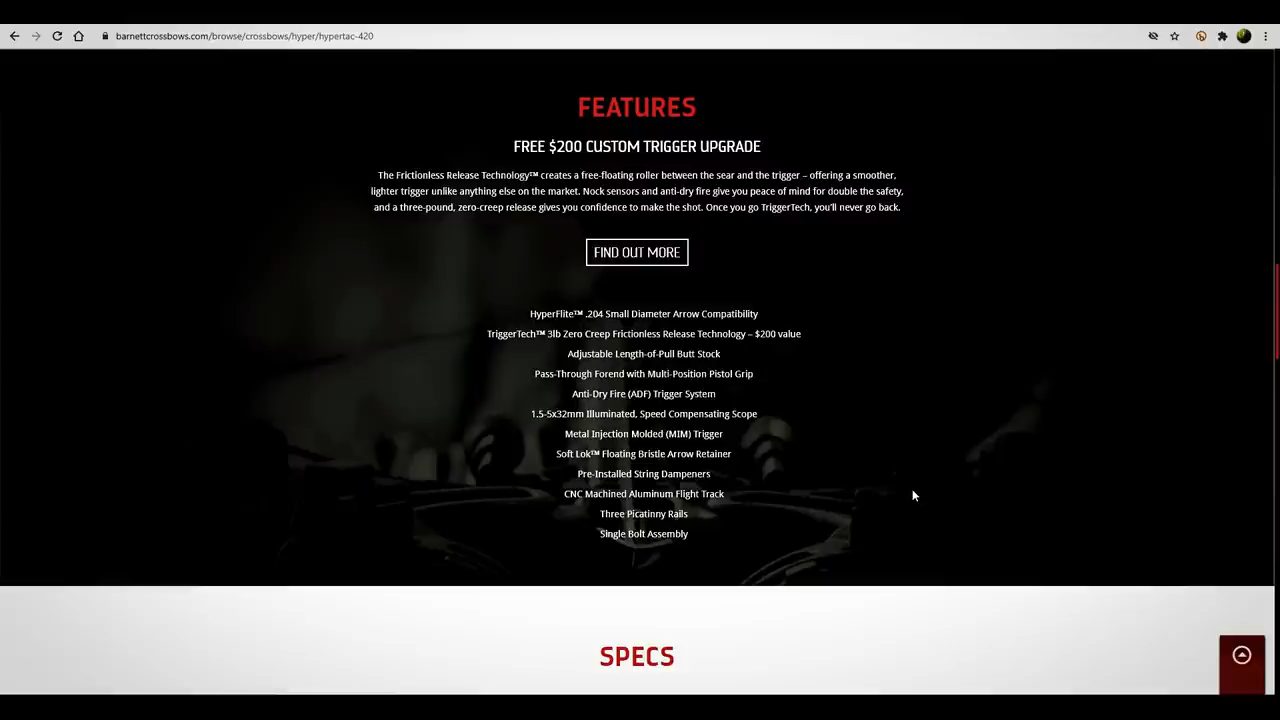 barnettcrossbows.com/browse/crossbows/hyper/hypertac-420
FEATURES
FREE $200 CUSTOM TRIGGER UPGRADE
The Frictionless Release Technology™ creates a free-floating roller between the sear and the trigger – offering a smoother,
lighter trigger unlike anything else on the market. Nock sensors and anti-dry fire give you peace of mind for double the safety,
and a three-pound, zero-creep release gives you confidence to make the shot. Once you go TriggerTech, you'll never go back.
FIND OUT MORE
HyperFlite™ .204 Small Diameter Arrow Compatibility
TriggerTech™ 3lb Zero Creep Frictionless Release Technology – $200 value
Adjustable Length-of-Pull Butt Stock
Pass-Through Forend with Multi-Position Pistol Grip
Anti-Dry Fire (ADF) Trigger System
1.5-5x32mm Illuminated, Speed Compensating Scope
Metal Injection Molded (MIM) Trigger
Soft Lok™ Floating Bristle Arrow Retainer
Pre-Installed String Dampeners
CNC Machined Aluminum Flight Track
Three Picatinny Rails
Single Bolt Assembly
SPECS